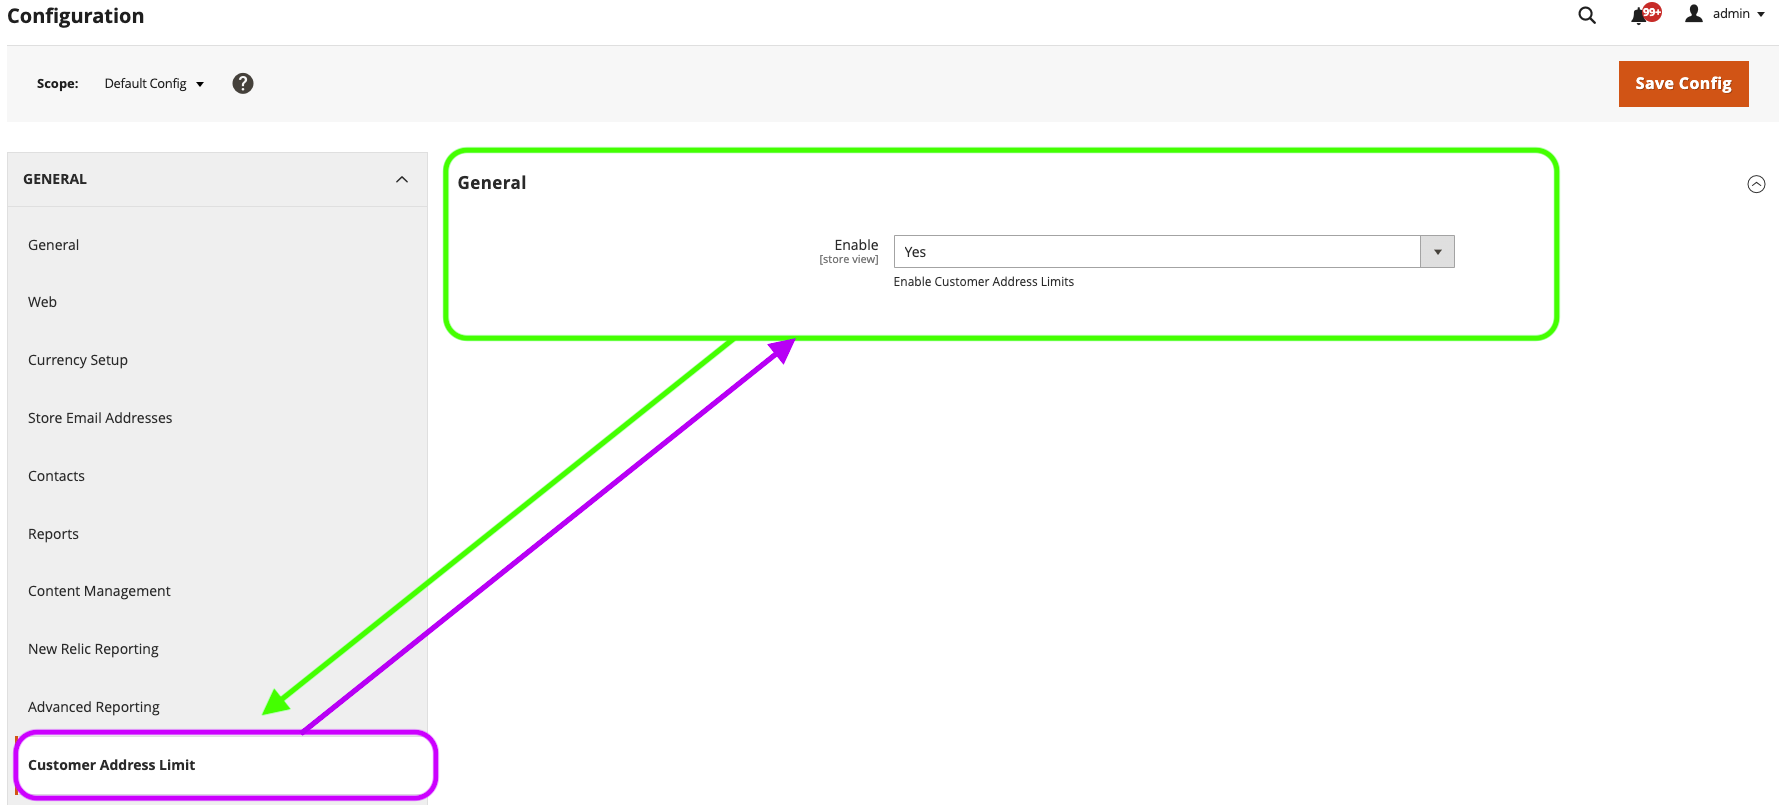 Configuration
99+
admin
Scope:
Default Config
?
Save Config
GENERAL
General
Web
Currency Setup
Store Email Addresses
Contacts
Reports
Content Management
New Relic Reporting
Advanced Reporting
Customer Address Limit
General
Enable
Yes
[store view]
Enable Customer Address Limits